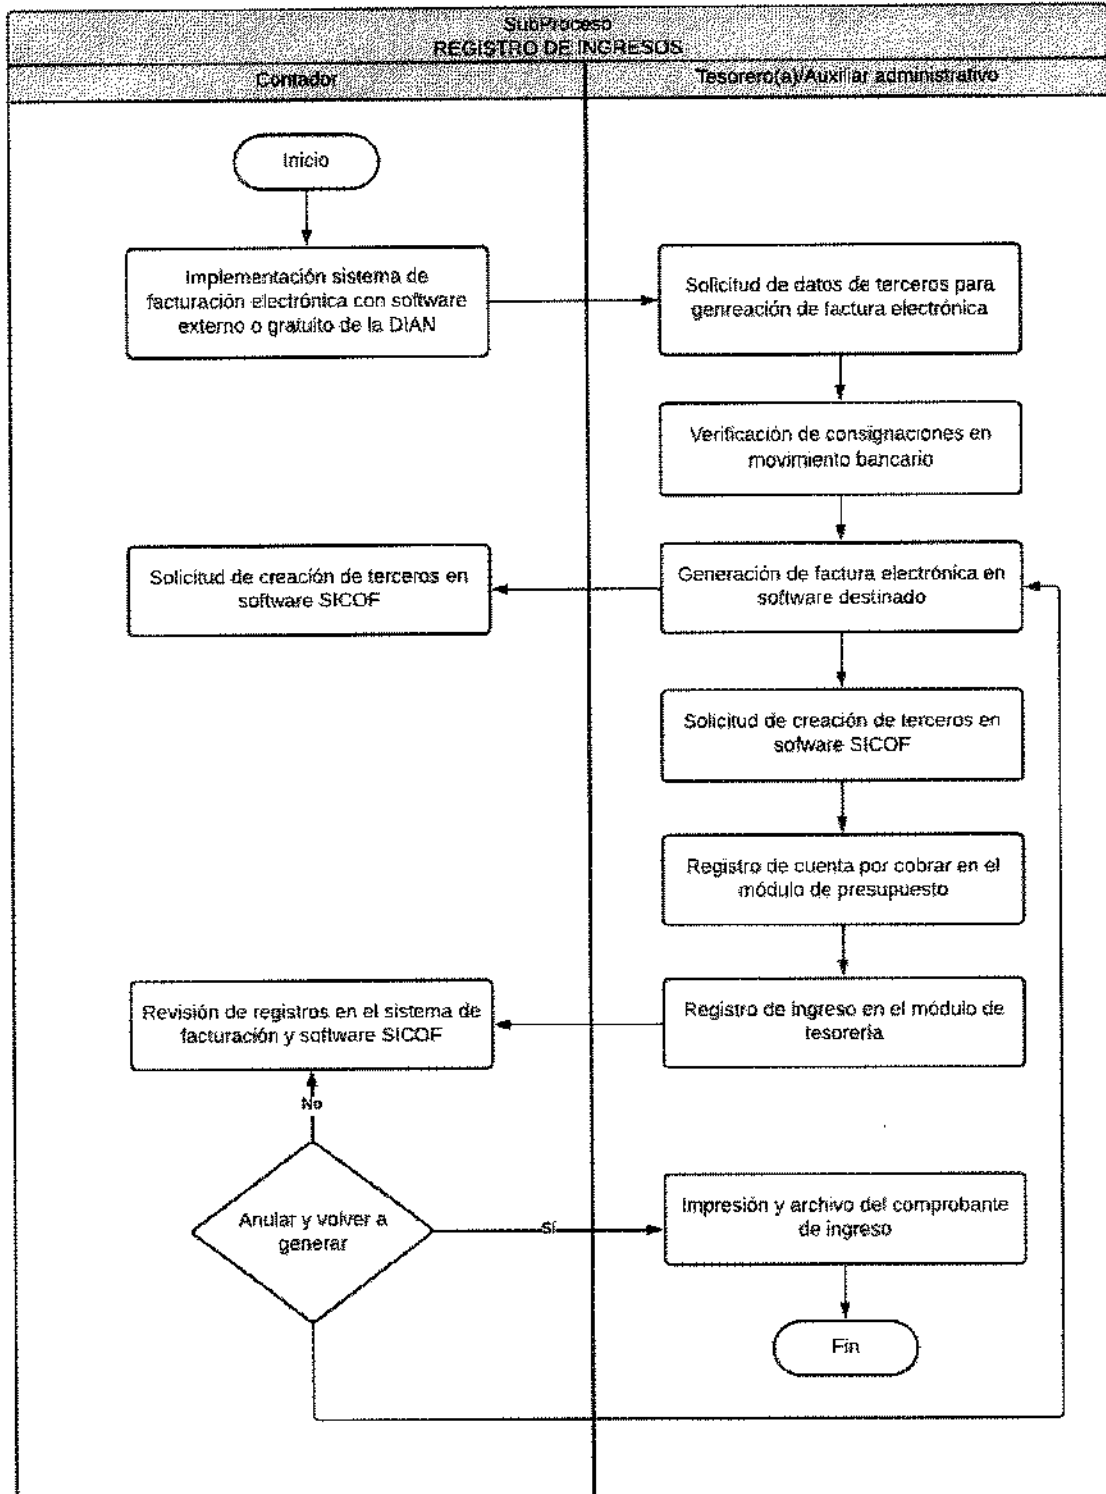 SubProceso
REGISTRO DE INGRESOS
Contador
Tesorero(a)/Auxiliar administrativo
Inicio
Implementación sistema de
facturación electrónica con software
externo o gratuito de la DIAN
Solicitud de datos de terceros para
genreación de factura electrónica
Verificación de consignaciones en
movimiento bancario
Solicitud de creación de terceros en
software SICOF
Generación de factura electrónica en
software destinado
Solicitud de creación de terceros en
sofware SICOF
Registro de cuenta por cobrar en el
módulo de presupuesto
Revisión de registros en el sistema de
facturación y software SICOF
Registro de ingreso en el módulo de
tesorería
No
Anular y volver a
generar
Sí
Impresión y archivo del comprobante
de ingreso
Fin